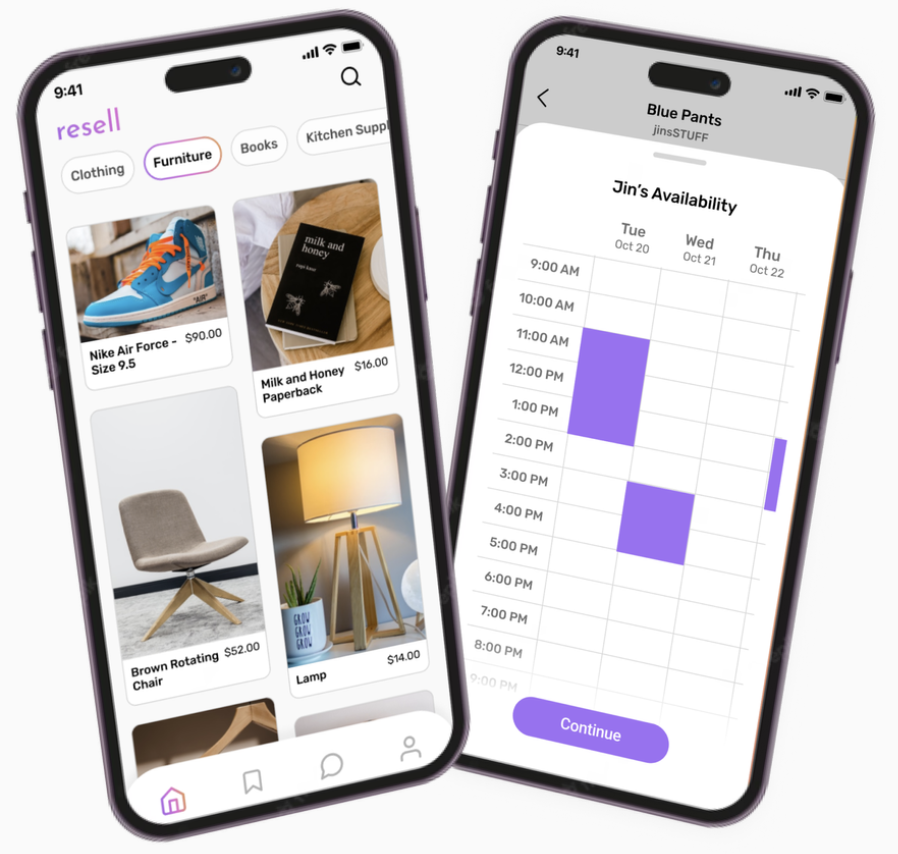 9:41
resell
Clothing
Furniture
Books
Kitchen Suppl
milk and
honey
Nike Air Force - $90.00
Size 9.5
Milk and Honey $16.00
Paperback
GROW
GROW
GROW
Brown Rotating $52.00
Chair
Lamp $14.00
9:41
Blue Pants
jinsSTUFF
Jin's Availability
Tue Wed Thu
Oct 20 Oct 21 Oct 22
9:00 AM
10:00 AM
11:00 AM
12:00 PM
1:00 PM
2:00 PM
3:00 PM
4:00 PM
5:00 PM
6:00 PM
7:00 PM
8:00 PM
9:00 PM
Continue